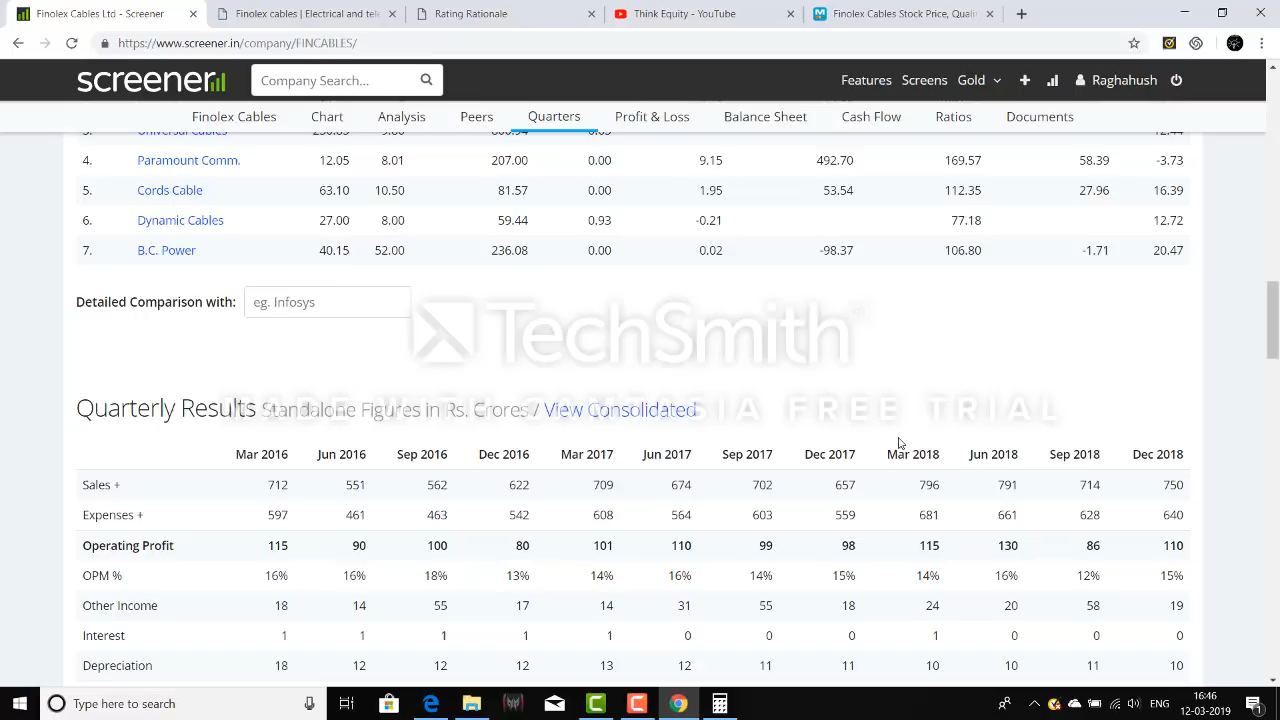 Finolex Cables Ltd - Screener
Finolex cables | Electrical and tele
Rating Rationale
Think Equity - YouTube
Finolex Cables Stock Price, Quan
https://www.screener.in/company/FINCABLES/
screener
Company Search...
Features Screens Gold Raghahush
Finolex Cables Chart Analysis Peers Quarters Profit & Loss Balance Sheet Cash Flow Ratios Documents
3. Universal Cables
4. Paramount Comm. 12.05 8.01 207.00 0.00 9.15 492.70 169.57 58.39 -3.73
5. Cords Cable 63.10 10.50 81.57 0.00 1.95 53.54 112.35 27.96 16.39
6. Dynamic Cables 27.00 8.00 59.44 0.93 -0.21 77.18 12.72
7. B.C. Power 40.15 52.00 236.08 0.00 0.02 -98.37 106.80 -1.71 20.47
Detailed Comparison with: eg. Infosys
TechSmith
MADE WITH CAMTASIA FREE TRIAL
Quarterly Results Standalone Figures in Rs. Crores / View Consolidated
Mar 2016 Jun 2016 Sep 2016 Dec 2016 Mar 2017 Jun 2017 Sep 2017 Dec 2017 Mar 2018 Jun 2018 Sep 2018 Dec 2018
Sales + 712 551 562 622 709 674 702 657 796 791 714 750
Expenses + 597 461 463 542 608 564 603 559 681 661 628 640
Operating Profit 115 90 100 80 101 110 99 98 115 130 86 110
OPM % 16% 16% 18% 13% 14% 16% 14% 15% 14% 16% 12% 15%
Other Income 18 14 55 17 14 31 55 18 24 20 58 19
Interest 1 1 1 1 1 0 0 0 1 0 0 0
Depreciation 18 12 12 12 13 12 11 11 10 10 11 10
Type here to search
ENG
16:46
12-03-2019